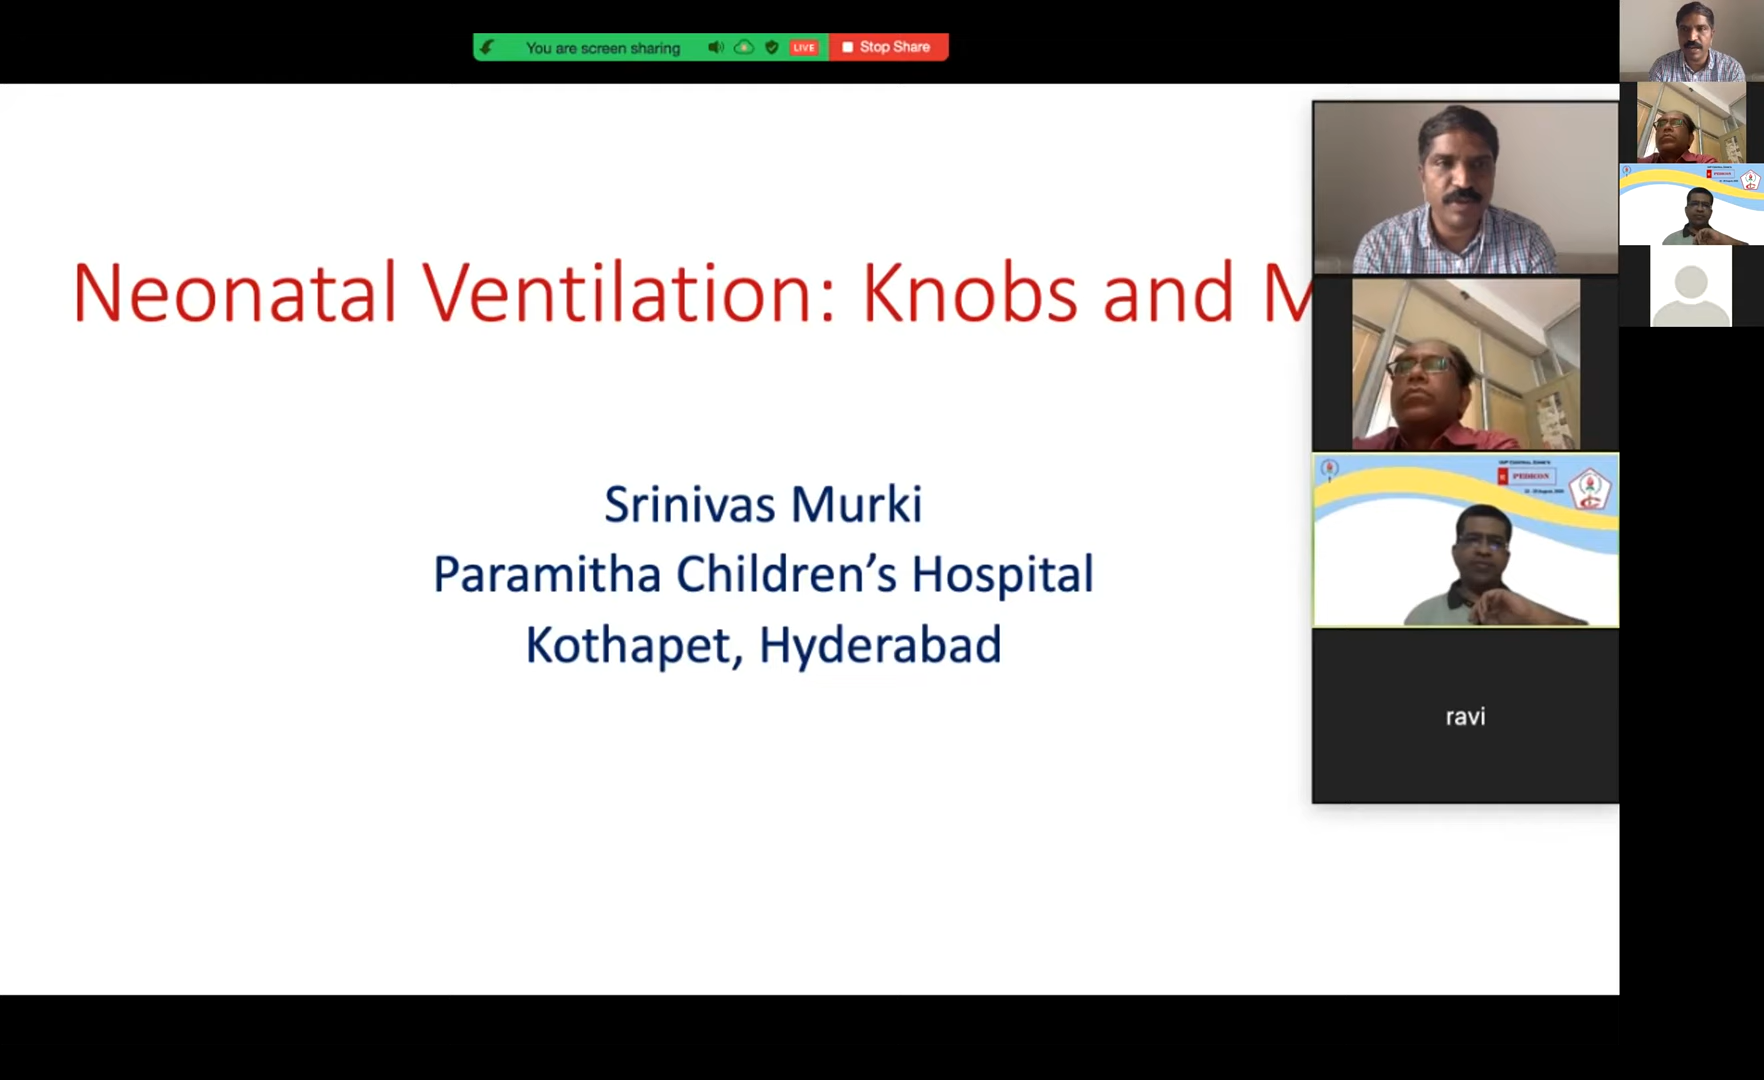 You are screen sharing LIVE Stop Share
Neonatal Ventilation: Knobs and M
Srinivas Murki
Paramitha Children's Hospital
Kothapet, Hyderabad
PEDICON
ravi